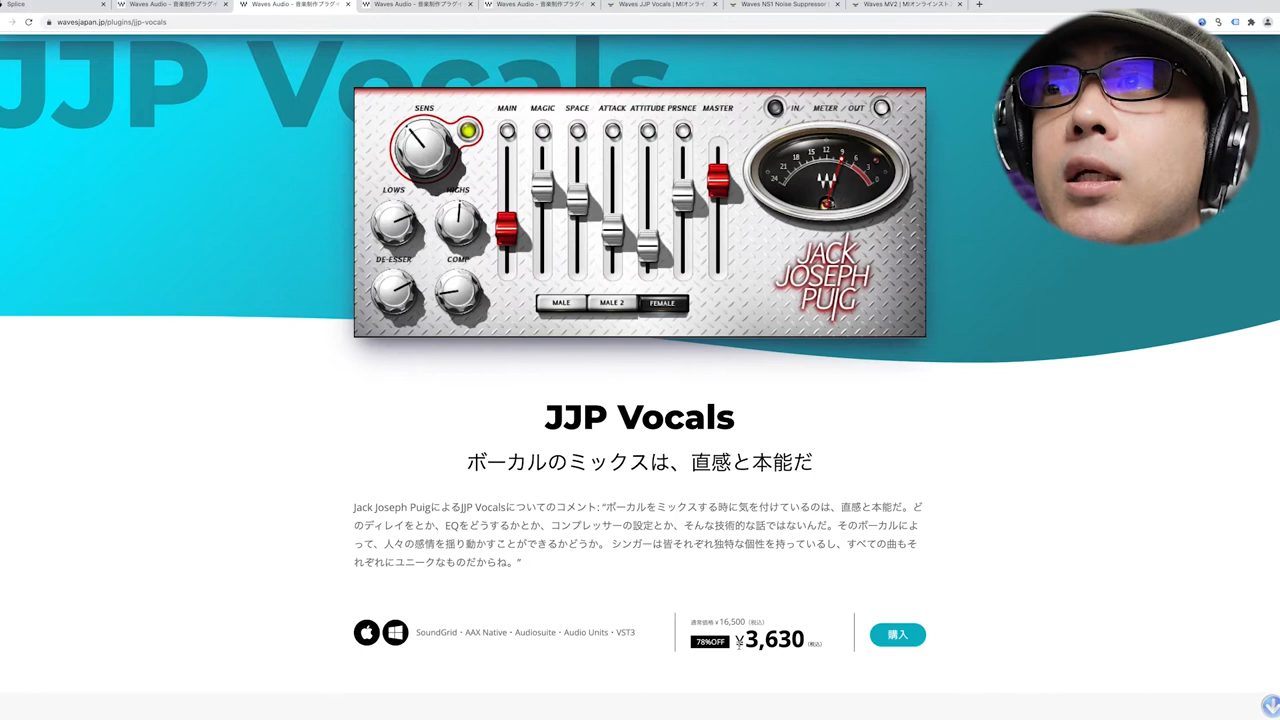 Splice
Waves Audio - 音楽制作プラグイ
Waves Audio - 音楽制作プラグイ
Waves Audio - 音楽制作プラグイ
Waves Audio - 音楽制作プラグイ
Waves JJP Vocals | MIオンライ
Waves NS1 Noise Suppressor
Waves MV2 | MIオンラインスト
wavesjapan.jp/plugins/jjp-vocals
JJP Vocals
SENS
MAIN
MAGIC
SPACE
ATTACK
ATTITUDE
PRSNCE
MASTER
IN
METER
OUT
24 21 18 15 12 9 6 3 0
LOWS
HIGHS
DE-ESSER
COMP
MALE
MALE 2
FEMALE
JACK
JOSEPH
PUIG
JJP Vocals
ボーカルのミックスは、直感と本能だ
Jack Joseph PuigによるJJP Vocalsについてのコメント: “ボーカルをミックスする時に気を付けているのは、直感と本能だ。ど
のディレイをとか、EQをどうするかとか、コンプレッサーの設定とか、そんな技術的な話ではないんだ。そのボーカルによ
って、人々の感情を揺り動かすことができるかどうか。 シンガーは皆それぞれ独特な個性を持っているし、すべての曲もそ
れぞれにユニークなものだからね。”
SoundGrid・AAX Native・Audiosuite・Audio Units・VST3
通常価格 ¥ 16,500 (税込)
78%OFF
¥3,630 (税込)
購入